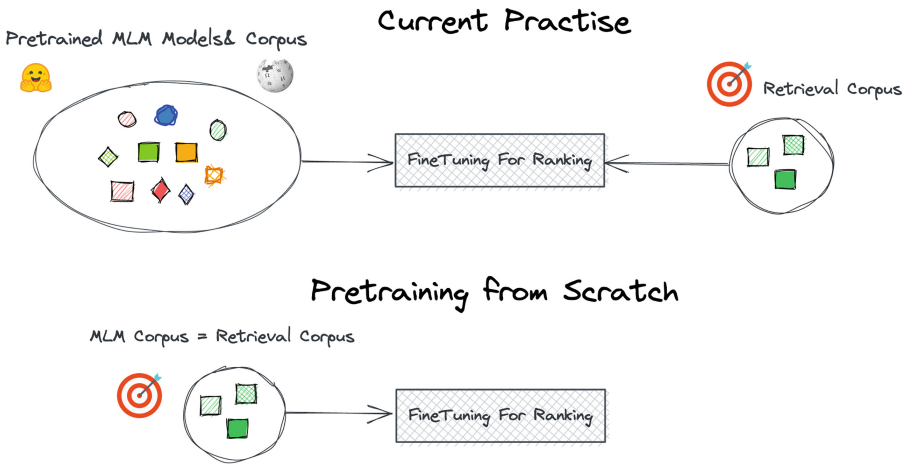 Current Practise
Pretrained MLM Models& Corpus
Retrieval Corpus
FineTuning For Ranking
Pretraining from Scratch
MLM Corpus = Retrieval Corpus
FineTuning For Ranking